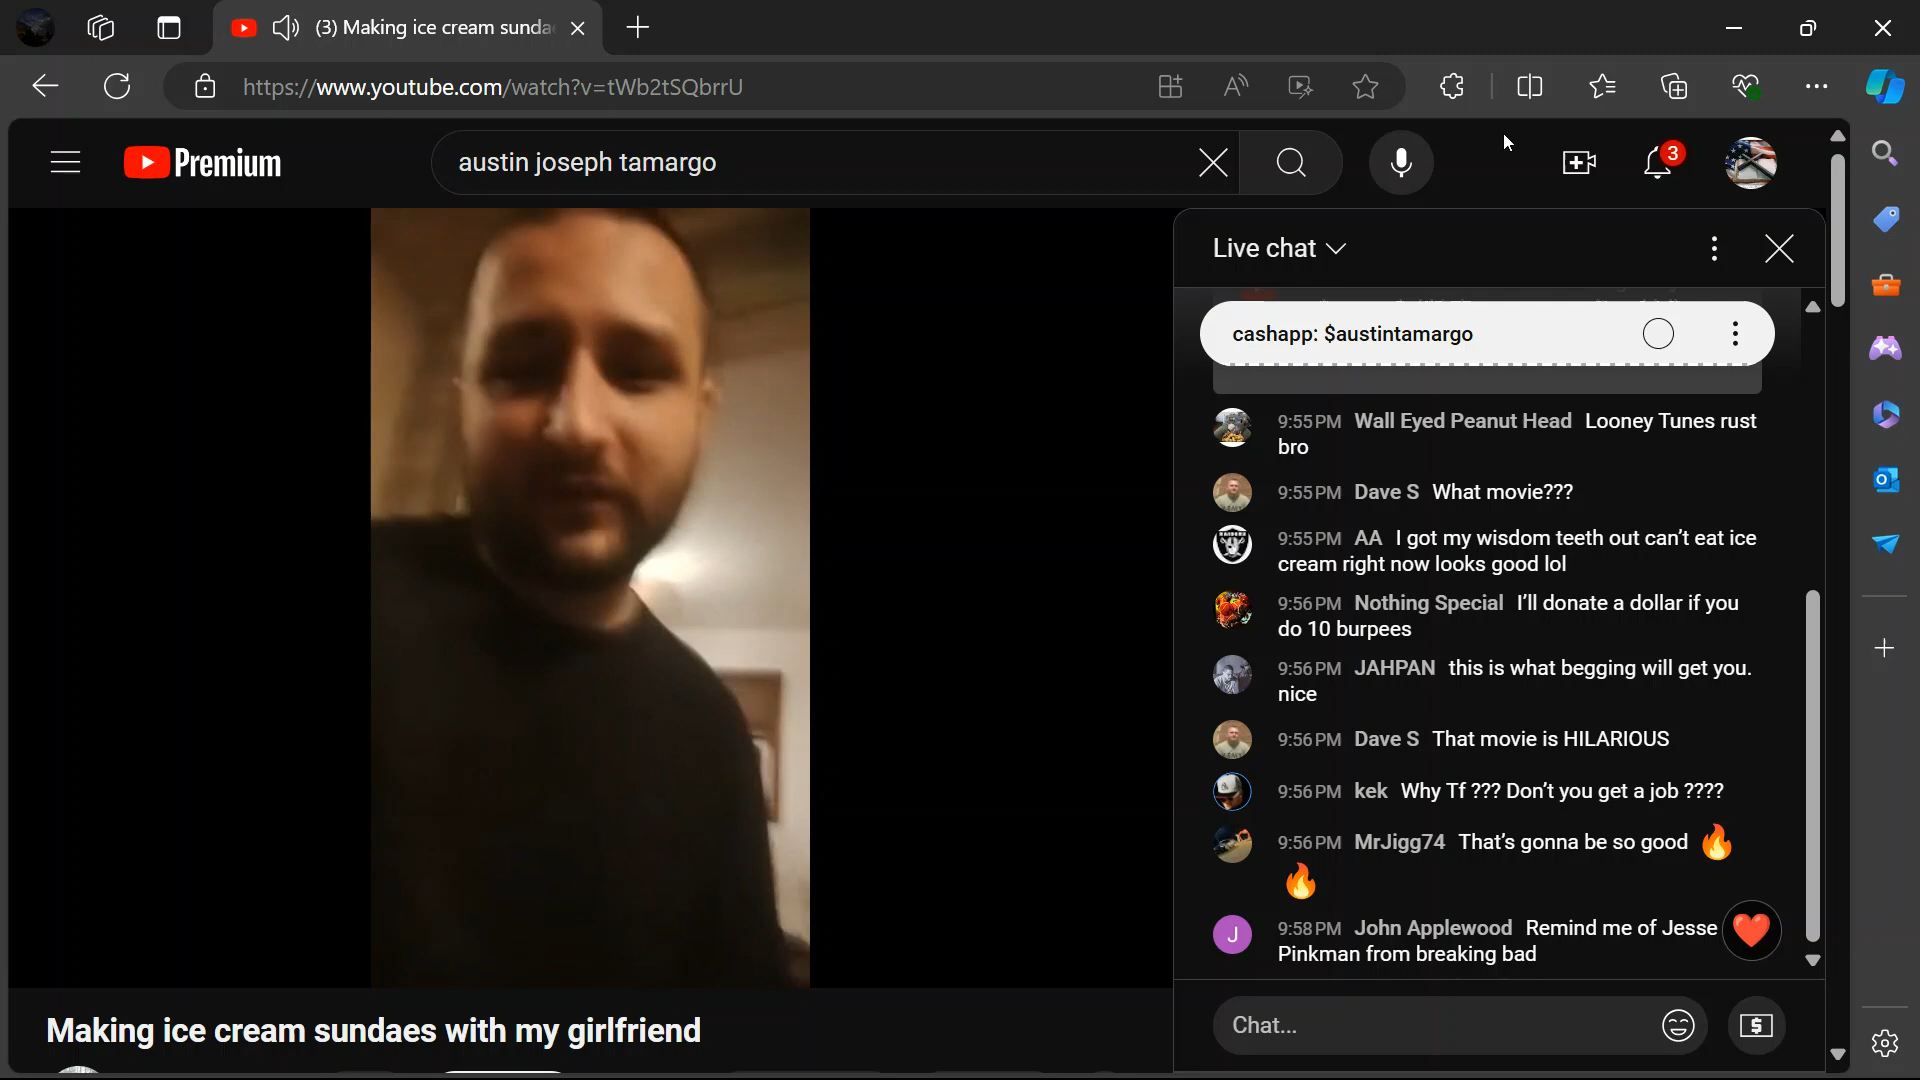 (3) Making ice cream sunda
https://www.youtube.com/watch?v=tWb2tSQbrrU
Premium
austin joseph tamargo
3
Live chat
cashapp: $austintamargo
9:55 PM Wall Eyed Peanut Head Looney Tunes rust
bro
9:55 PM Dave S What movie???
RAIDERS
9:55 PM AA I got my wisdom teeth out can't eat ice
cream right now looks good lol
9:56 PM Nothing Special I'll donate a dollar if you
do 10 burpees
9:56 PM JAHPAN this is what begging will get you.
nice
9:56 PM Dave S That movie is HILARIOUS
9:56 PM kek Why Tf ??? Don't you get a job ????
9:56 PM MrJigg74 That's gonna be so good 🔥
🔥
J 9:58 PM John Applewood Remind me of Jesse
Pinkman from breaking bad
Chat...
Making ice cream sundaes with my girlfriend